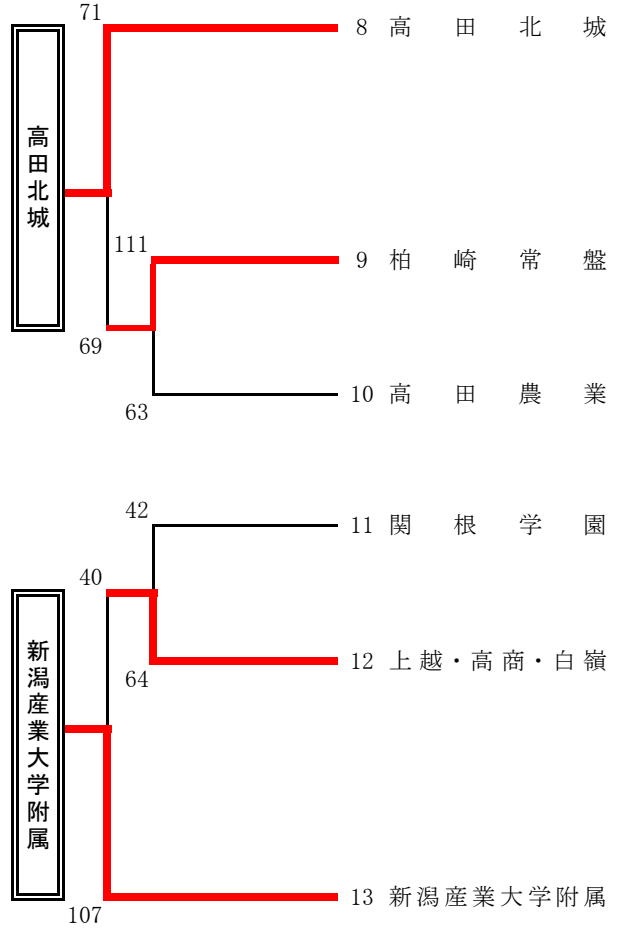 71
8 高田北城
高田北城
111
9 柏崎常盤
69
10 高田農業
63
42
11 関根学園
40
12 上越・高商・白嶺
64
新潟産業大学附属
13 新潟産業大学附属
107